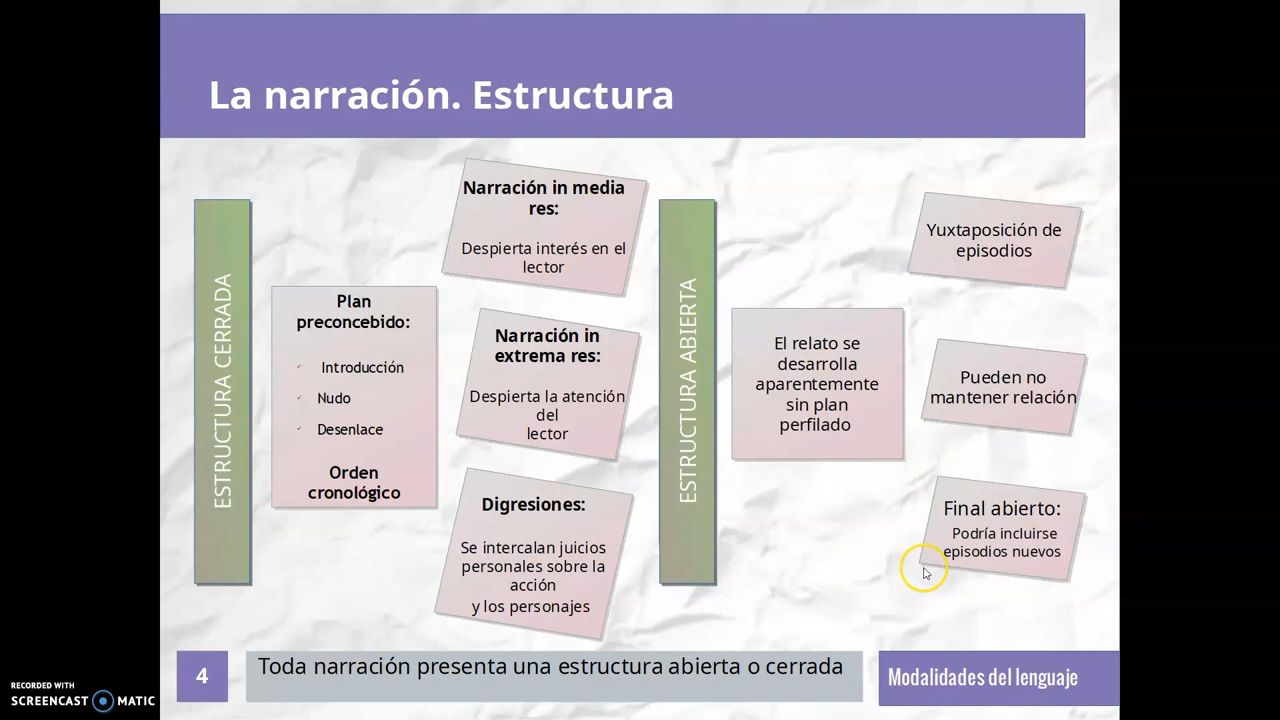 La narración. Estructura
ESTRUCTURA CERRADA
Plan
preconcebido:
Introducción
Nudo
Desenlace
Orden
cronológico
Narración in media
res:
Despierta interés en el
lector
Narración in
extrema res:
Despierta la atención
del
lector
Digresiones:
Se intercalan juicios
personales sobre la
acción
y los personajes
ESTRUCTURA ABIERTA
El relato se
desarrolla
aparentemente
sin plan
perfilado
Yuxtaposición de
episodios
Pueden no
mantener relación
Final abierto:
Podría incluirse
episodios nuevos
4
Toda narración presenta una estructura abierta o cerrada
Modalidades del lenguaje
RECORDED WITH
SCREENCAST MATIC